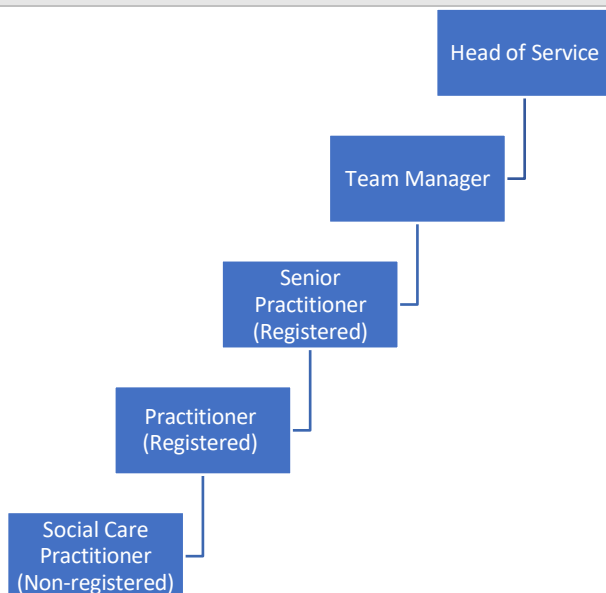 Head of Service
Team Manager
Senior
Practitioner
(Registered)
Practitioner
(Registered)
Social Care
Practitioner
(Non-registered)